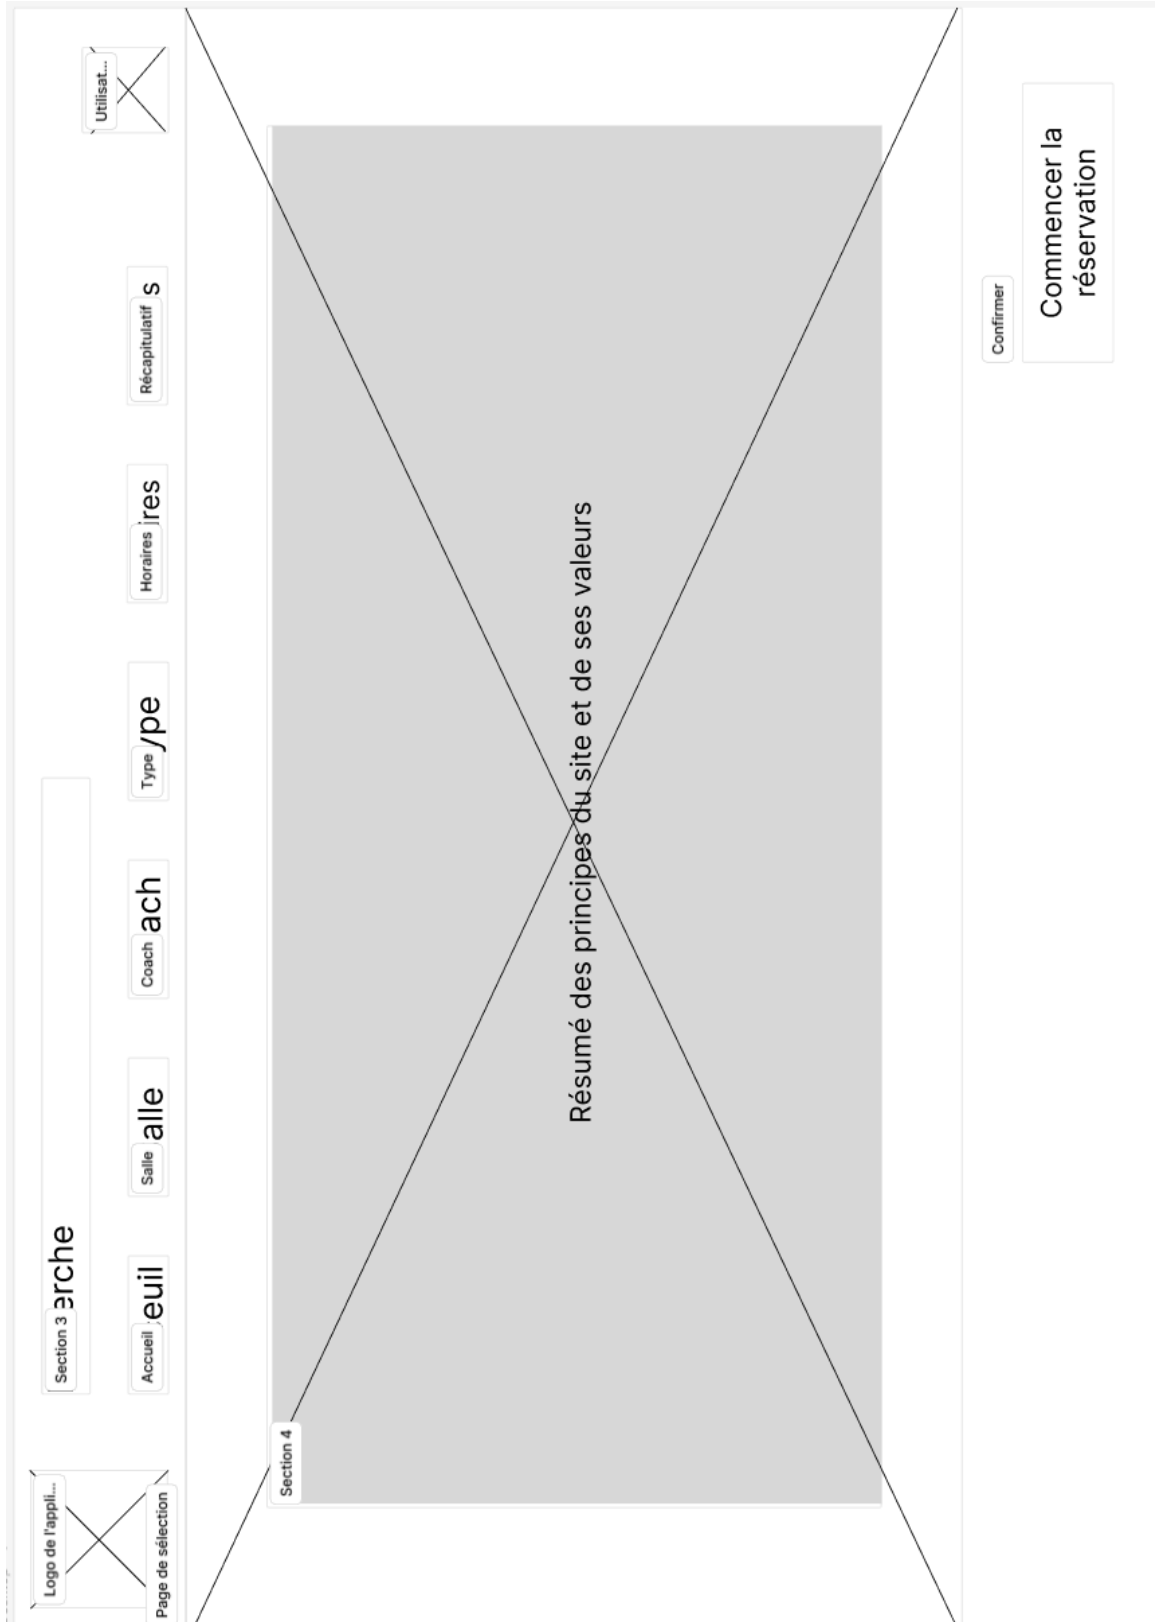 Logo de l'appli...
Section 3
erche
Utilisat...
Page de sélection
Accueil
euil
Salle
alle
Coach
ach
Type
ype
Horaires
ires
Récapitulatif
s
Section 4
Résumé des principes du site et de ses valeurs
Confirmer
Commencer la
réservation